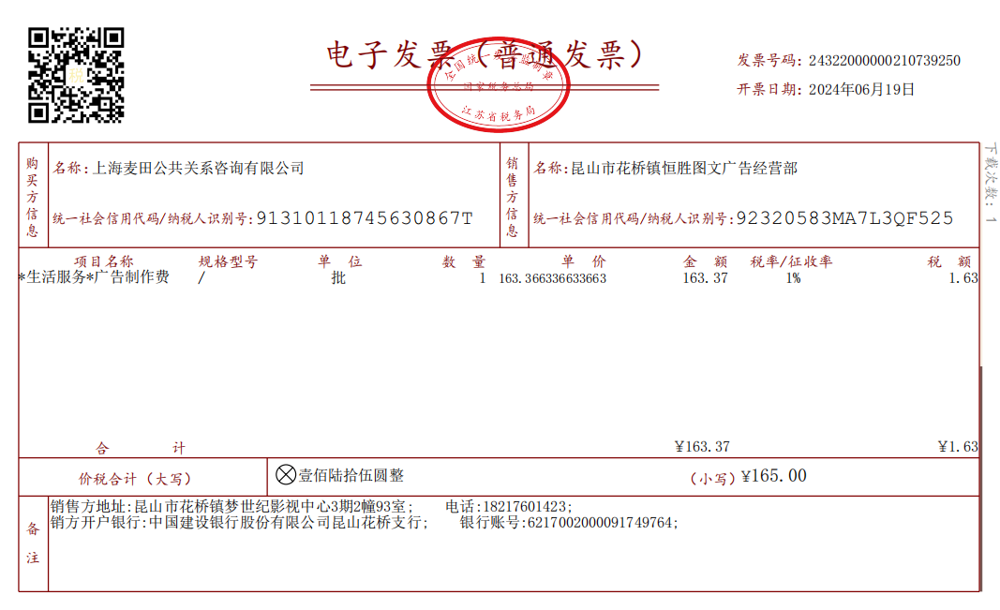 电子发票（普通发票）
全国统一发票监制章
国家税务总局
江苏省税务局
税
发票号码: 24322000000210739250
开票日期: 2024年06月19日
下载次数: 1
购买方信息
名称:上海麦田公共关系咨询有限公司
统一社会信用代码/纳税人识别号:91310118745630867T
销售方信息
名称:昆山市花桥镇恒胜图文广告经营部
统一社会信用代码/纳税人识别号:92320583MA7L3QF525
项目名称 规格型号 单 位 数 量 单 价 金 额 税率/征收率 税 额
*生活服务*广告制作费 / 批 1 163.366336633663 163.37 1% 1.63
合 计 ¥163.37 ¥1.63
价税合计（大写） ⊗壹佰陆拾伍圆整 （小写）¥165.00
备注
销售方地址:昆山市花桥镇梦世纪影视中心3期2幢93室; 电话:18217601423;
销方开户银行:中国建设银行股份有限公司昆山花桥支行; 银行账号:6217002000091749764;